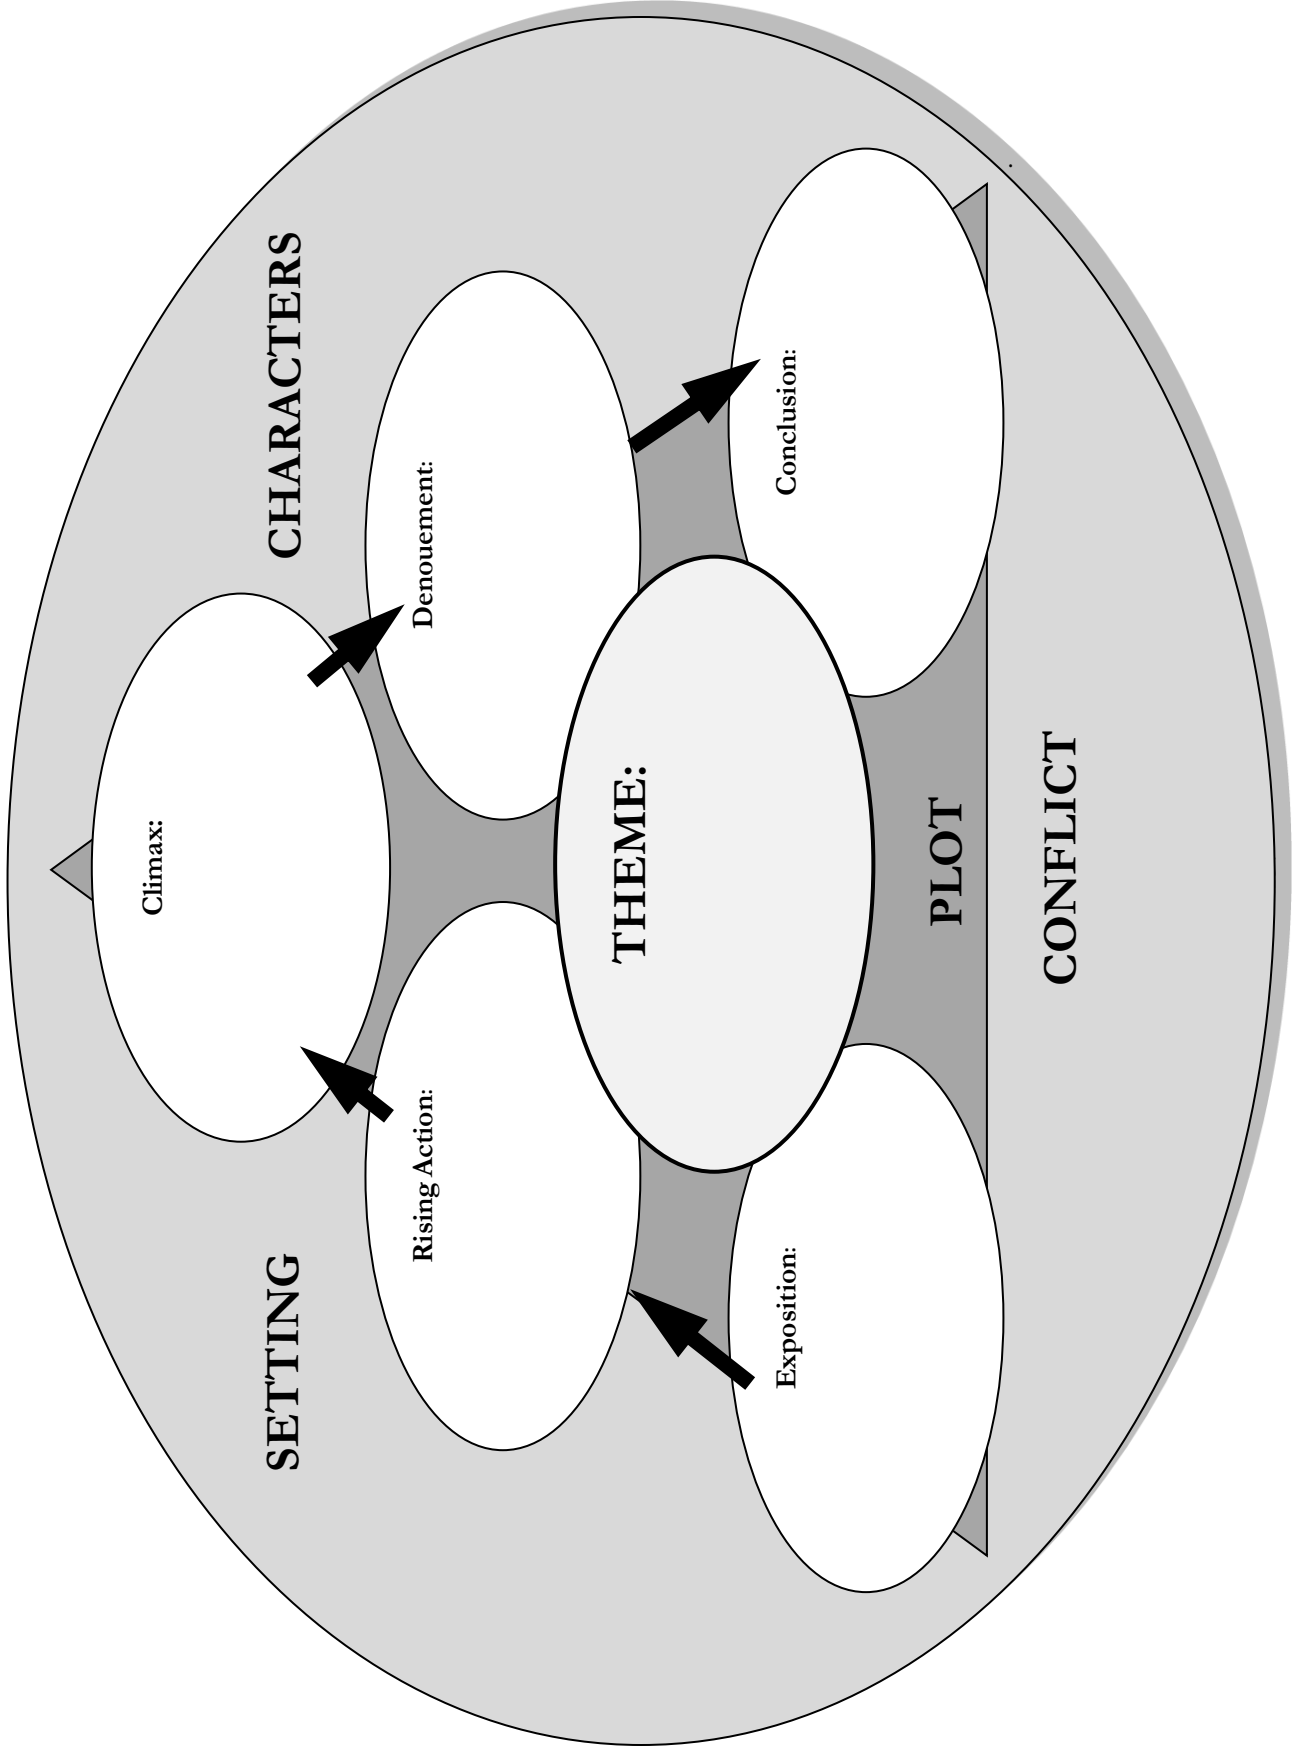 Climax:
SETTING
CHARACTERS
Rising Action:
Denouement:
THEME:
Exposition:
Conclusion:
PLOT
CONFLICT